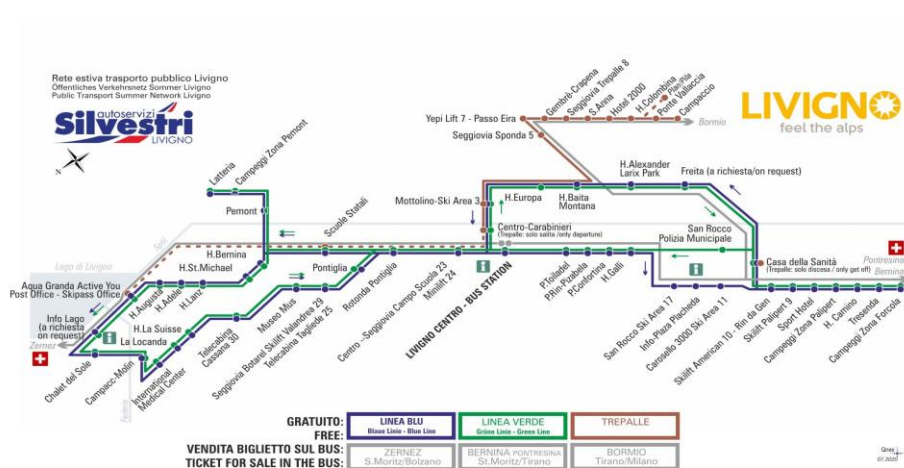 Rete estiva trasporto pubblico Livigno
Öffentliches Verkehrsnetz Sommer Livigno
Public Transport Summer Network Livigno
autoservizi
Silvestri
LIVIGNO
N
LIVIGNO
feel the alps
Yepi Lift 7 - Passo Eira
Seggiovia Sponda 5
Gembrè-Crapena
Seggiovia Trepalle 8
S.Anna
Hotel 2000
H.Colombina
Plan/Pila
Ponte Vallaccia
Campaccio
Bormio
Latteria
Campeggi Zona Pemont
Pemont
Scuole Statali
Mottolino-Ski Area 3
H.Europa
H.Baita
Montana
H.Alexander
Larix Park
Freita (a richiesta/on request)
Centro-Carabinieri
(Trepalle: solo salita /only departure)
San Rocco
Polizia Municipale
Casa della Sanità
(Trepalle: solo discesa / only get off)
Pontresina
Bernina
Lago di Livigno
Aqua Granda Active You
Post Office - Skipass Office
Info Lago
(a richiesta
on request)
Zernez
H.Augusta
H.Adele
H.Lanz
H.St.Michael
H.Bernina
Chalet del Sole
Campacc-Molin
La Locanda
H.La Suisse
International
Medical Center
Telecabina
Cassana 30
Museo Mus
Seggiovia Botarel Skilift Valandrea 29
Telecabina Tagliede 25
Pontiglia
Rotonda Pontiglia
Centro –Seggiovia Campo Scuola 23
Minilift 24
LIVIGNO CENTRO - BUS STATION
P.Toiladel
P.Rin-Pizabela
P.Confortina
H.Galli
San Rocco Ski Area 17
Info-Plaza Placheda
Carosello 3000 Ski Area 11
Skilift American 10 - Rin da Gen
Skilift Palipert 9
Sport Hotel
Campeggi Zona Palipert
H. Camino
Tresenda
Campeggi Zona Forcola
GRATUITO:
FREE:
LINEA BLU
Blaue Linie - Blue Line
LINEA VERDE
Grüne Linie - Green Line
TREPALLE
VENDITA BIGLIETTO SUL BUS:
TICKET FOR SALE IN THE BUS:
ZERNEZ
S.Moritz/Bolzano
BERNINA PONTRESINA
St.Moritz/Tirano
BORMIO
Tirano/Milano